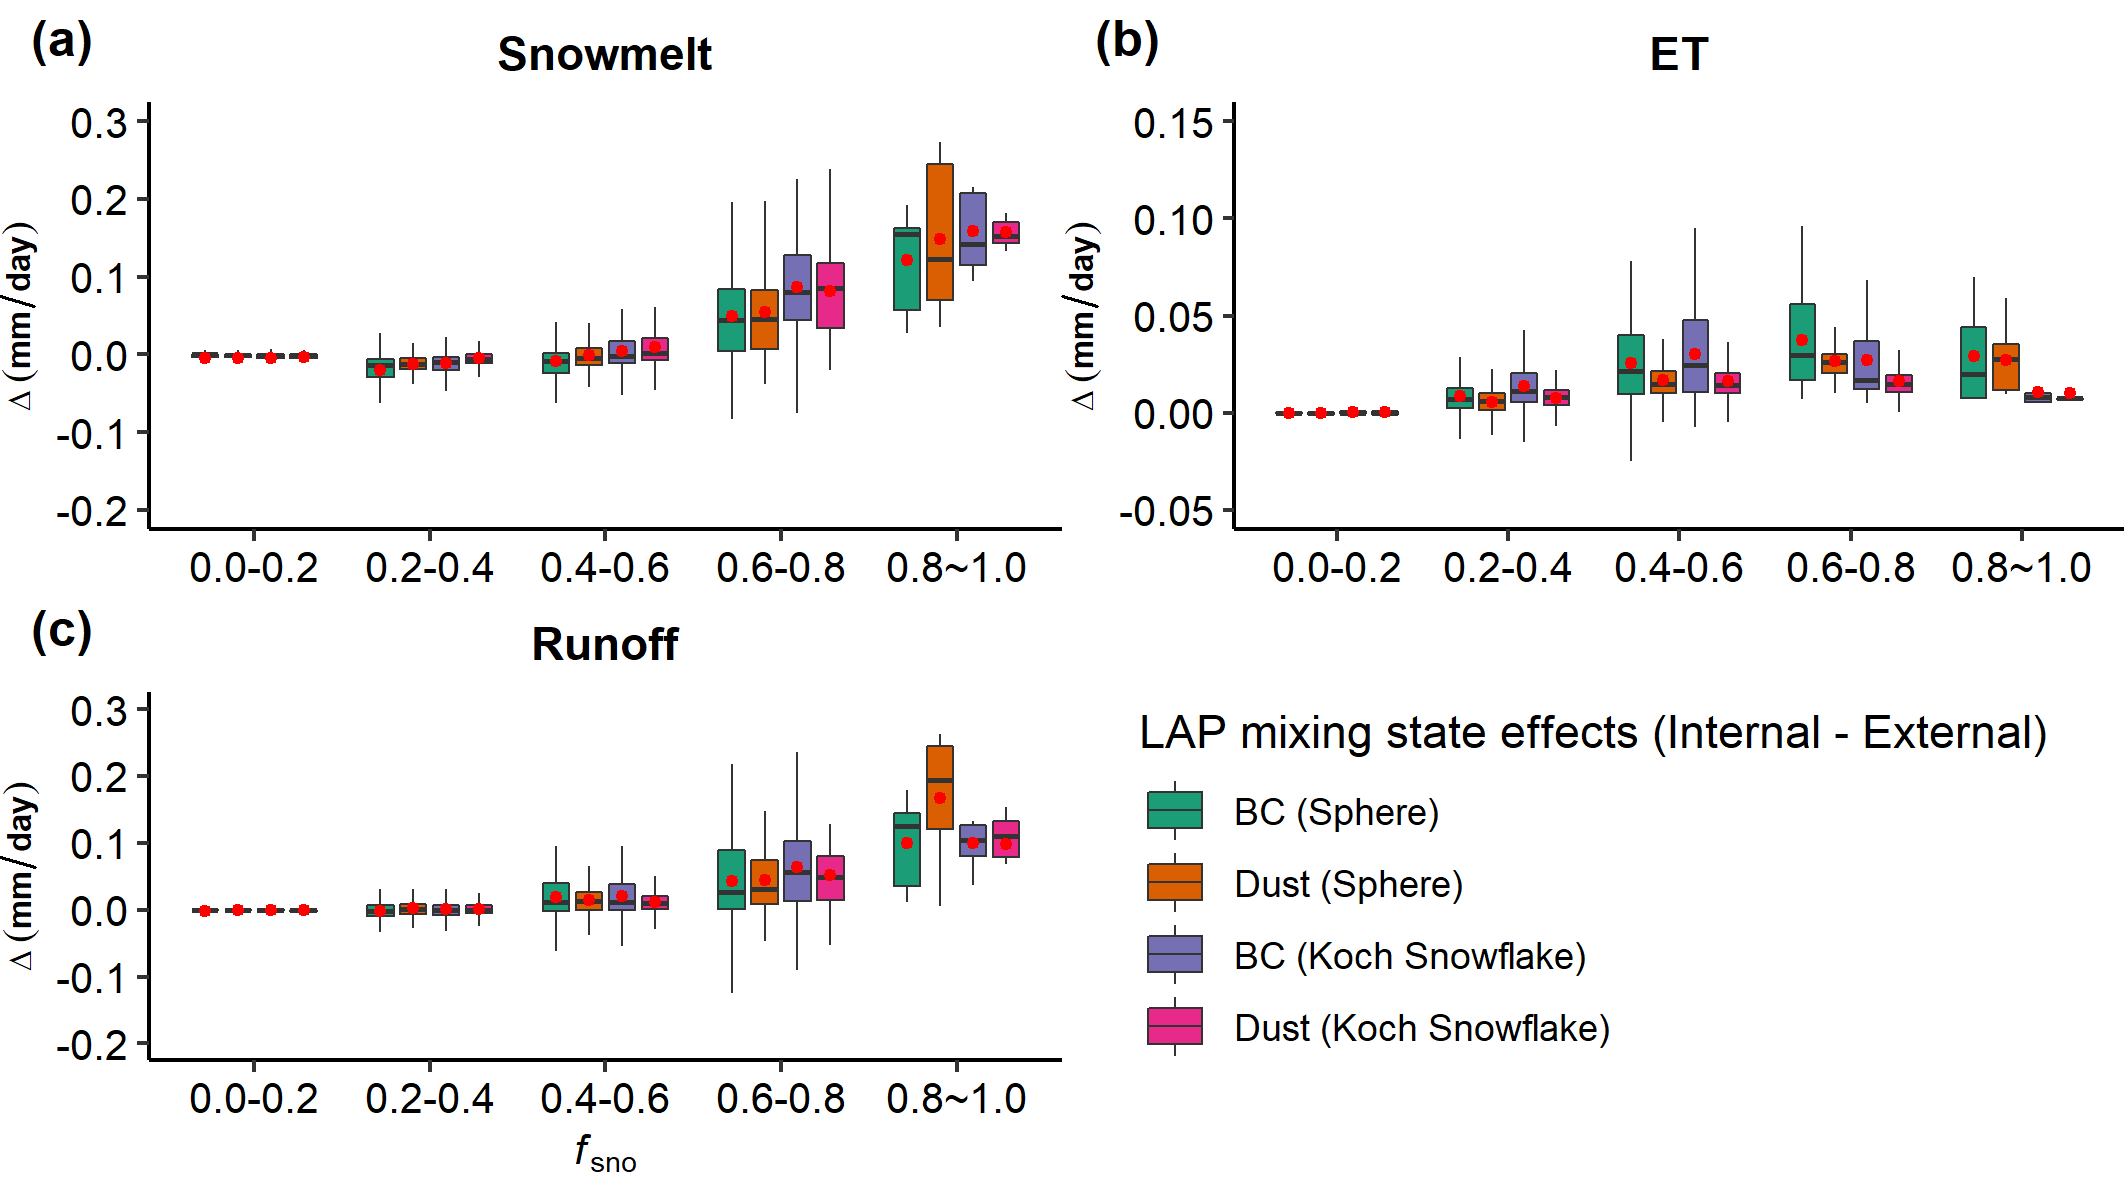 (a)
Snowmelt
Δ (mm/day)
0.3
0.2
0.1
0.0
-0.1
-0.2
0.0-0.2 0.2-0.4 0.4-0.6 0.6-0.8 0.8~1.0
(b)
ET
Δ (mm/day)
0.15
0.10
0.05
0.00
-0.05
0.0-0.2 0.2-0.4 0.4-0.6 0.6-0.8 0.8~1.0
(c)
Runoff
Δ (mm/day)
0.3
0.2
0.1
0.0
-0.1
-0.2
0.0-0.2 0.2-0.4 0.4-0.6 0.6-0.8 0.8~1.0
f sno
LAP mixing state effects (Internal - External)
BC (Sphere)
Dust (Sphere)
BC (Koch Snowflake)
Dust (Koch Snowflake)